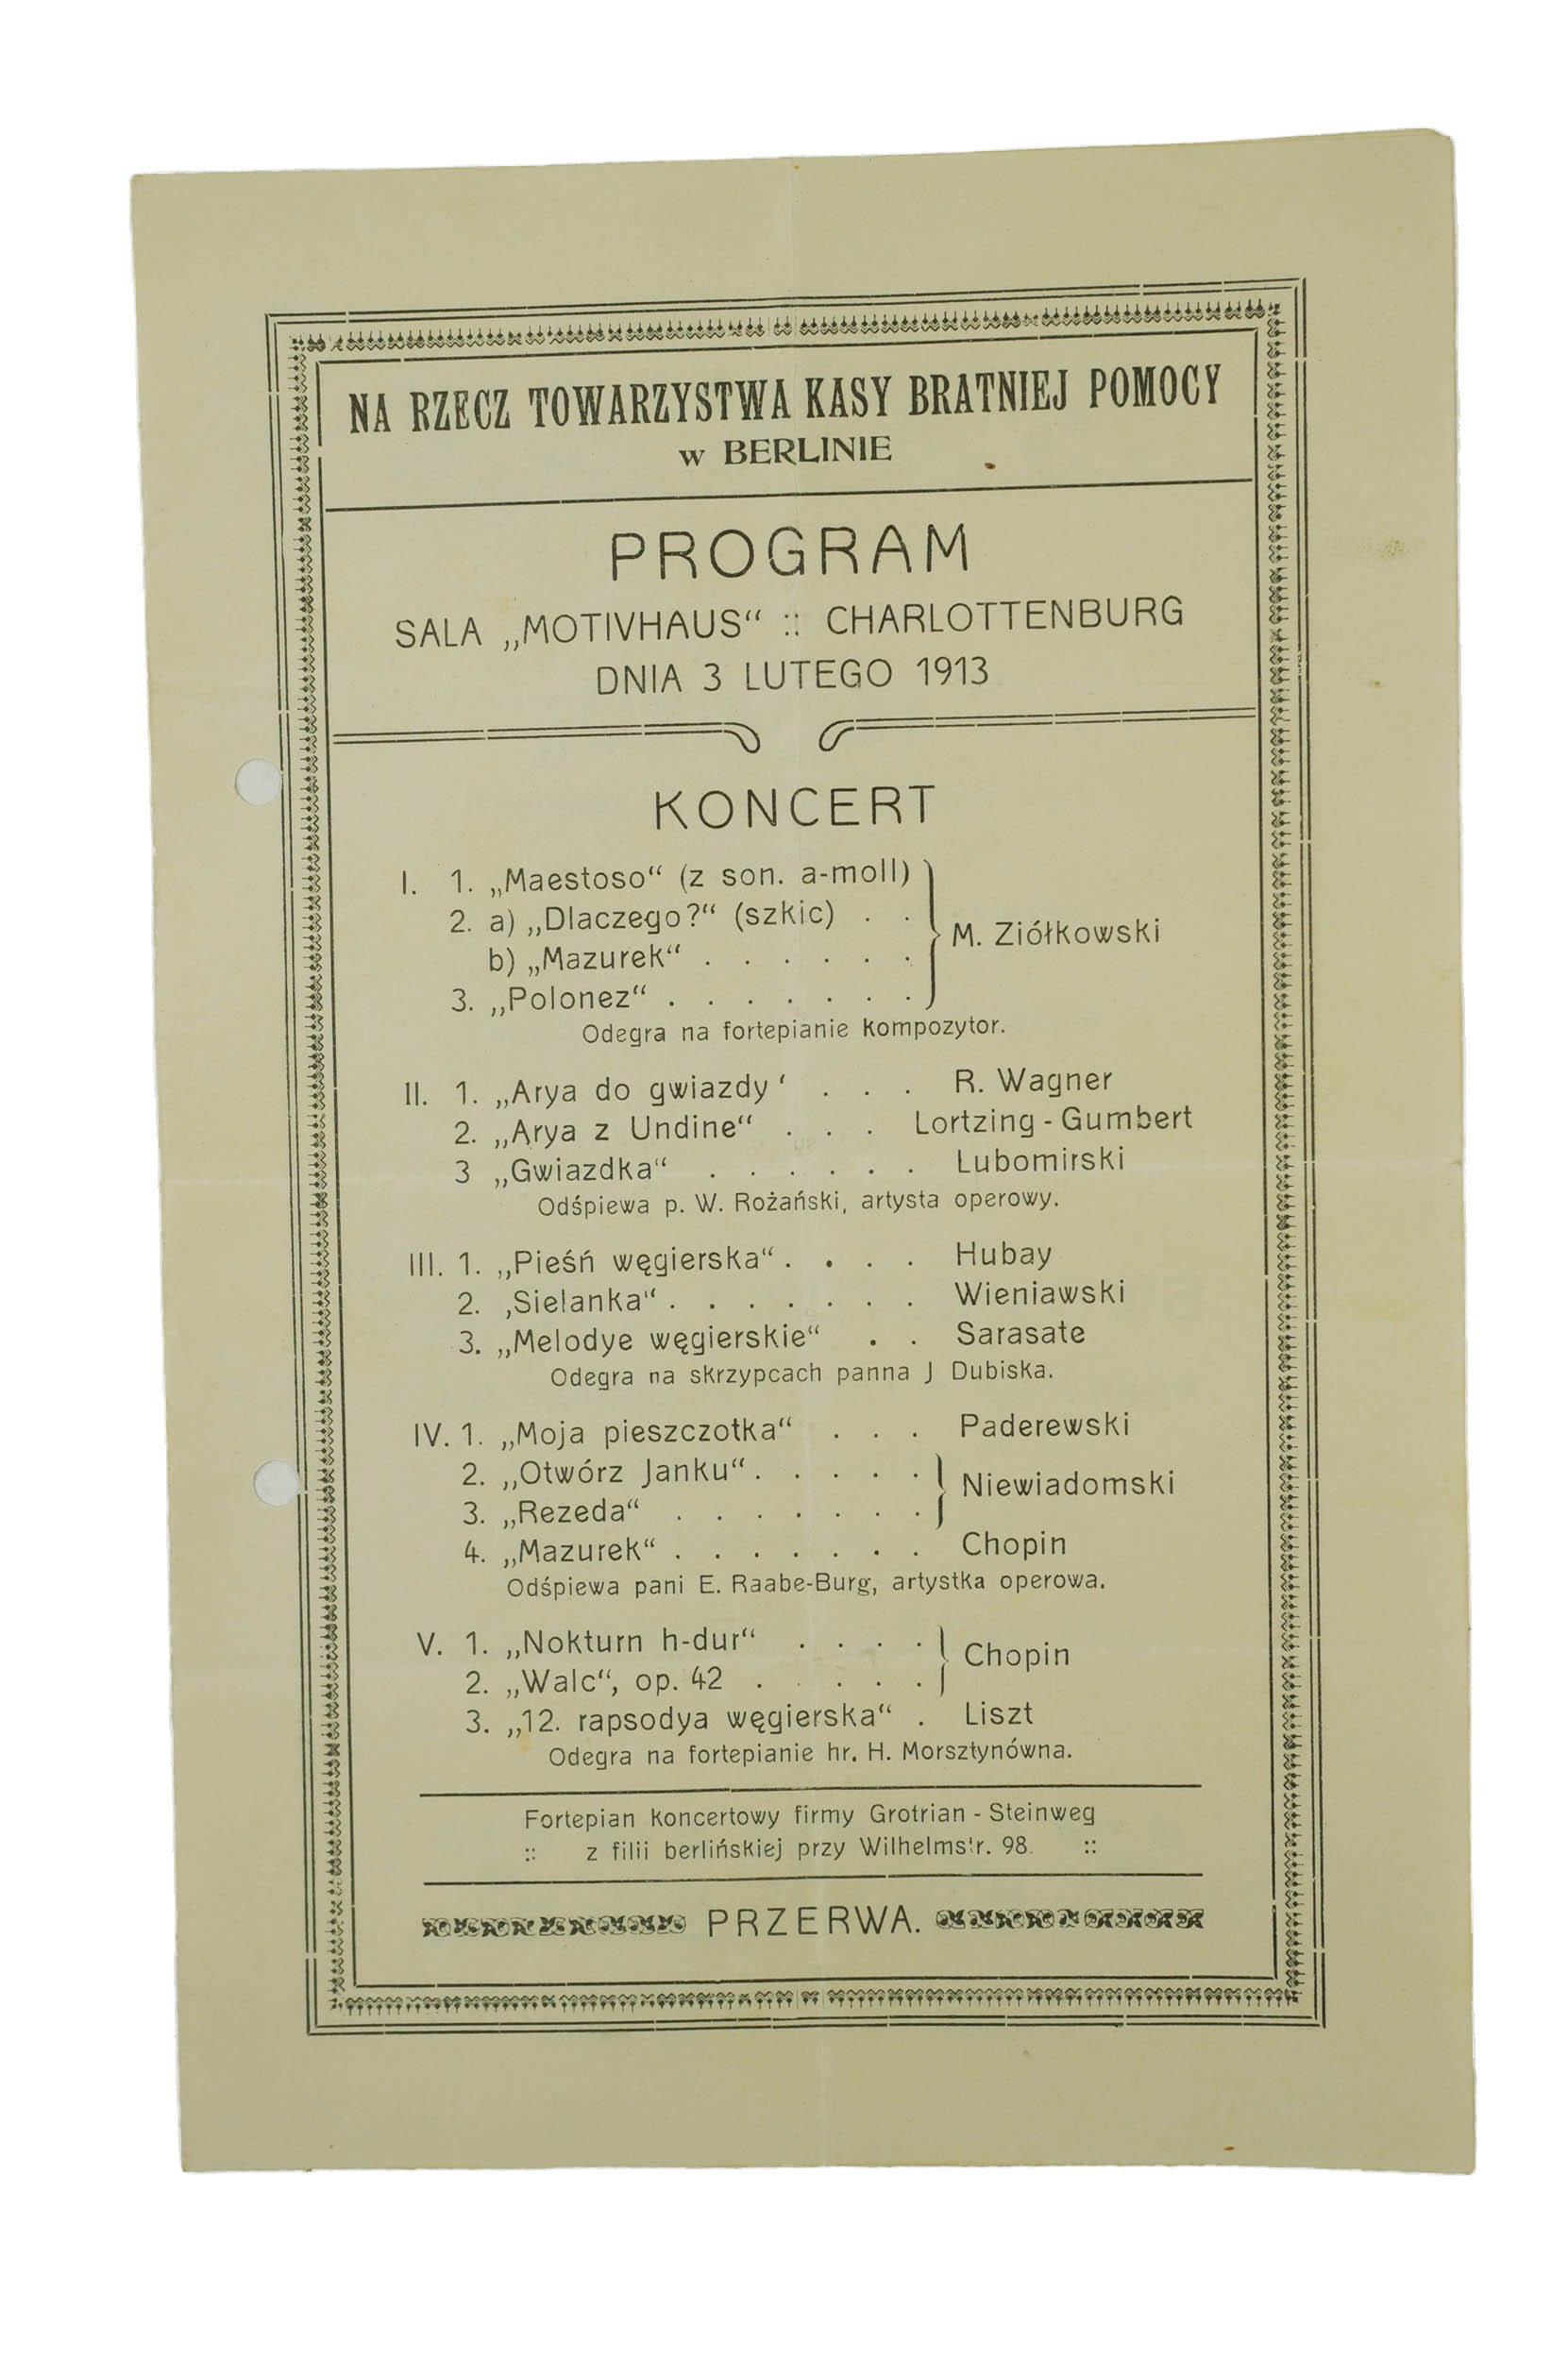 NA RZECZ TOWARZYSTWA KASY BRATNIEJ POMOCY
w BERLINIE
PROGRAM
SALA „MOTIVHAUS“ :: CHARLOTTENBURG
DNIA 3 LUTEGO 1913
KONCERT
I. 1. „Maestoso“ (z son. a-moll)
2. a) „Dlaczego?“ (szkic) . .
M. Ziółkowski
b) „Mazurek“ . . . . . .
3. „Polonez“ . . . . . . .
Odegra na fortepianie kompozytor.
II. 1. „Arya do gwiazdy‘ . . . R. Wagner
2. „Arya z Undine“ . . . Lortzing-Gumbert
3 „Gwiazdka“ . . . . . . Lubomirski
Odśpiewa p. W. Rożański, artysta operowy.
III. 1. „Pieśń węgierska“ . . . . Hubay
2. ‚Sielanka“ . . . . . . . Wieniawski
3. „Melodye węgierskie“ . . Sarasate
Odegra na skrzypcach panna J Dubiska.
IV. 1. „Moja pieszczotka“ . . . Paderewski
2. „Otwórz Janku“ . . . . .
Niewiadomski
3. „Rezeda“ . . . . . . .
4. „Mazurek“ . . . . . . . Chopin
Odśpiewa pani E. Raabe-Burg, artystka operowa.
V. 1. „Nokturn h-dur“ . . . .
Chopin
2. „Walc“, op. 42 . . . . .
3. „12. rapsodya węgierska“ . Liszt
Odegra na fortepianie hr. H. Morsztynówna.
Fortepian koncertowy firmy Grotrian-Steinweg
:: z filii berlińskiej przy Wilhelmstr. 98. ::
PRZERWA.